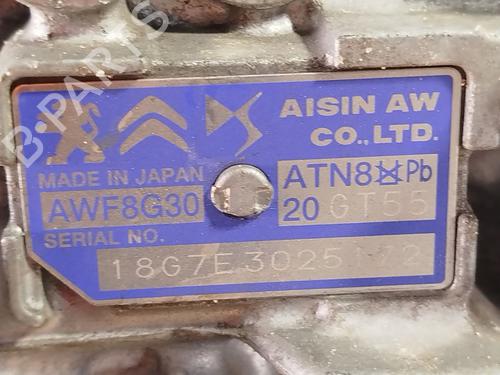 AISIN AW
CO.,LTD.
MADE IN JAPAN
AWF8G30
ATN8 Pb
20 GT55
SERIAL NO.
18G7E3025172
B-PARTS